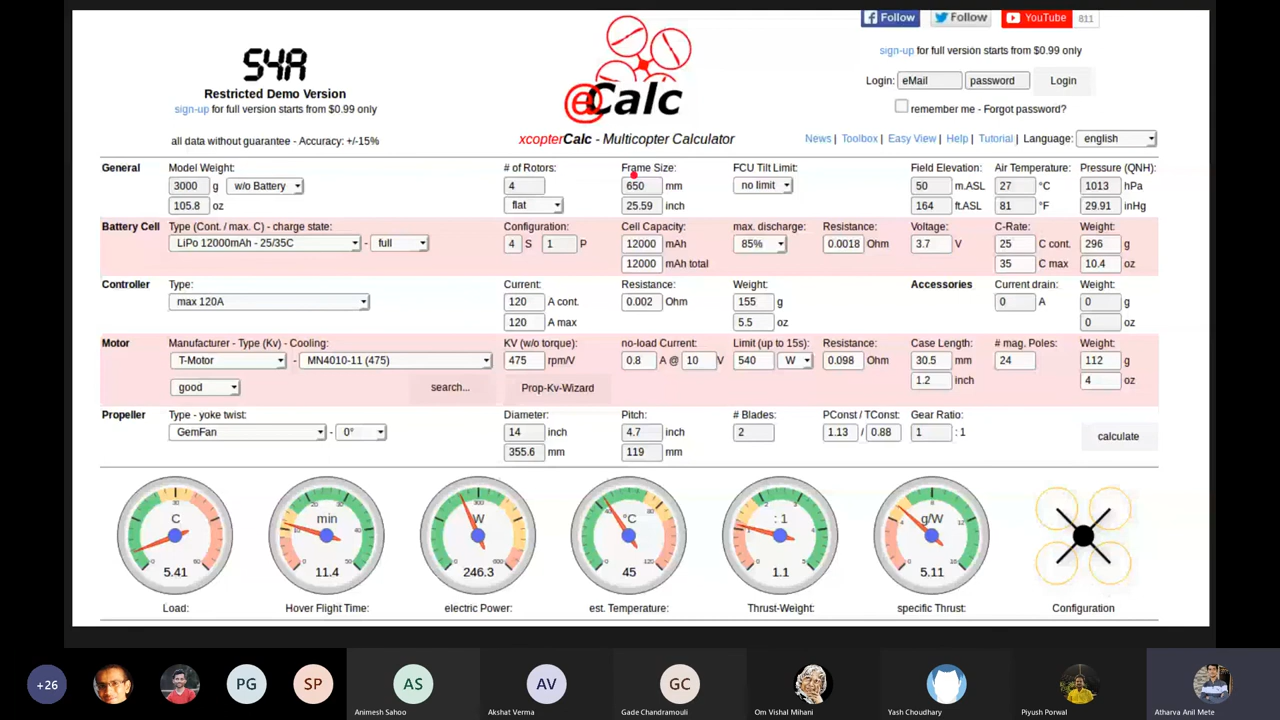 Follow
Follow
YouTube
811
S4A
Restricted Demo Version
sign-up for full version starts from $0.99 only
all data without guarantee - Accuracy: +/-15%
@Calc
xcopterCalc - Multicopter Calculator
sign-up for full version starts from $0.99 only
Login: eMail password Login
remember me - Forgot password?
News | Toolbox | Easy View | Help | Tutorial | Language: english
General Model Weight: # of Rotors: Frame Size: FCU Tilt Limit: Field Elevation: Air Temperature: Pressure (QNH):
3000 g w/o Battery 4 650 mm no limit 50 m.ASL 27 °C 1013 hPa
105.8 oz flat 25.59 inch 164 ft.ASL 81 °F 29.91 inHg
Battery Cell Type (Cont. / max. C) - charge state: Configuration: Cell Capacity: max. discharge: Resistance: Voltage: C-Rate: Weight:
LiPo 12000mAh - 25/35C - full 4 S 1 P 12000 mAh 85% 0.0018 Ohm 3.7 V 25 C cont. 296 g
12000 mAh total 35 C max 10.4 oz
Controller Type: Current: Resistance: Weight: Accessories Current drain: Weight:
max 120A 120 A cont. 0.002 Ohm 155 g 0 A 0 g
120 A max 5.5 oz 0 oz
Motor Manufacturer - Type (Kv) - Cooling: KV (w/o torque): no-load Current: Limit (up to 15s): Resistance: Case Length: # mag. Poles: Weight:
T-Motor - MN4010-11 (475) 475 rpm/V 0.8 A @ 10 V 540 W 0.098 Ohm 30.5 mm 24 112 g
1.2 inch 4 oz
good search... Prop-Kv-Wizard
Propeller Type - yoke twist: Diameter: Pitch: # Blades: PConst / TConst: Gear Ratio:
GemFan - 0° 14 inch 4.7 inch 2 1.13 / 0.88 1 : 1 calculate
355.6 mm 119 mm
C min W °C : 1 g/W
5.41 11.4 246.3 45 1.1 5.11
Load: Hover Flight Time: electric Power: est. Temperature: Thrust-Weight: specific Thrust: Configuration
+26 PG SP AS AV GC
Animesh Sahoo Akshat Verma Gade Chandramouli Om Vishal Mihani Yash Choudhary Piyush Porwal Atharva Anil Mete